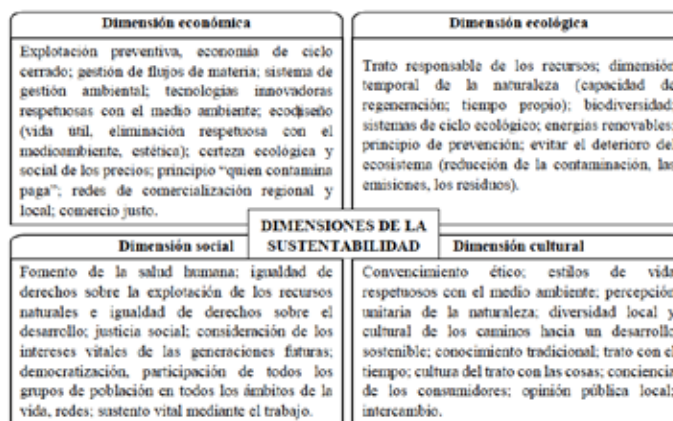 Dimensión económica
Explotación preventiva, economía de ciclo
cerrado; gestión de flujos de materia; sistema de
gestión ambiental; tecnologías innovadoras
respetuosas con el medio ambiente; ecodiseño
(vida útil, eliminación respetuosa con el
medioambiente, estética); certeza ecológica y
social de los precios; principio “quien contamina
paga”; redes de comercialización regional y
local; comercio justo.
Dimensión ecológica
Trato responsable de los recursos; dimensión
temporal de la naturaleza (capacidad de
regeneración; tiempo propio); biodiversidad;
sistemas de ciclo ecológico; energías renovables;
principio de prevención; evitar el deterioro del
ecosistema (reducción de la contaminación, las
emisiones, los residuos).
DIMENSIONES DE LA
SUSTENTABILIDAD
Dimensión social
Fomento de la salud humana; igualdad de
derechos sobre la explotación de los recursos
naturales e igualdad de derechos sobre el
desarrollo; justicia social; consideración de los
intereses vitales de las generaciones futuras;
democratización, participación de todos los
grupos de población en todos los ámbitos de la
vida, redes; sustento vital mediante el trabajo.
Dimensión cultural
Convencimiento ético; estilos de vida
respetuosos con el medio ambiente; percepción
unitaria de la naturaleza; diversidad local y
cultural de los caminos hacia un desarrollo
sostenible; conocimiento tradicional; trato con el
tiempo; cultura del trato con las cosas; conciencia
de los consumidores; opinión pública local;
intercambio.